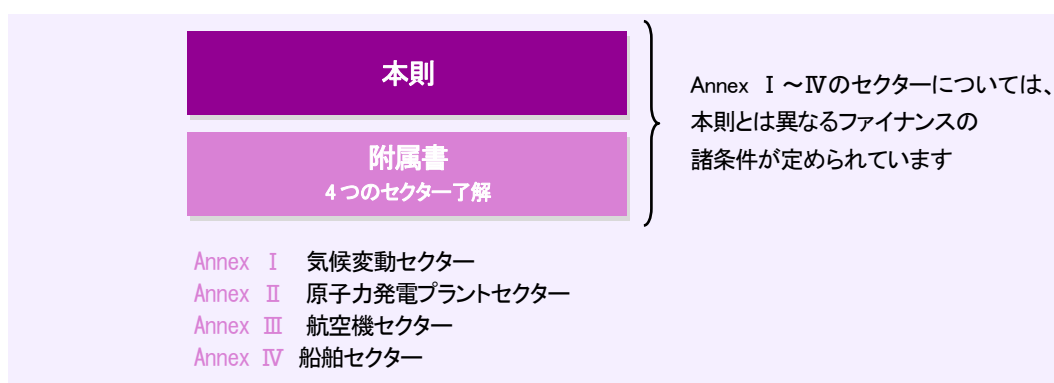 本則
附属書
4つのセクター了解
Annex Ⅰ～Ⅳのセクターについては、
本則とは異なるファイナンスの
諸条件が定められています
Annex Ⅰ 気候変動セクター
Annex Ⅱ 原子力発電プラントセクター
Annex Ⅲ 航空機セクター
Annex Ⅳ 船舶セクター